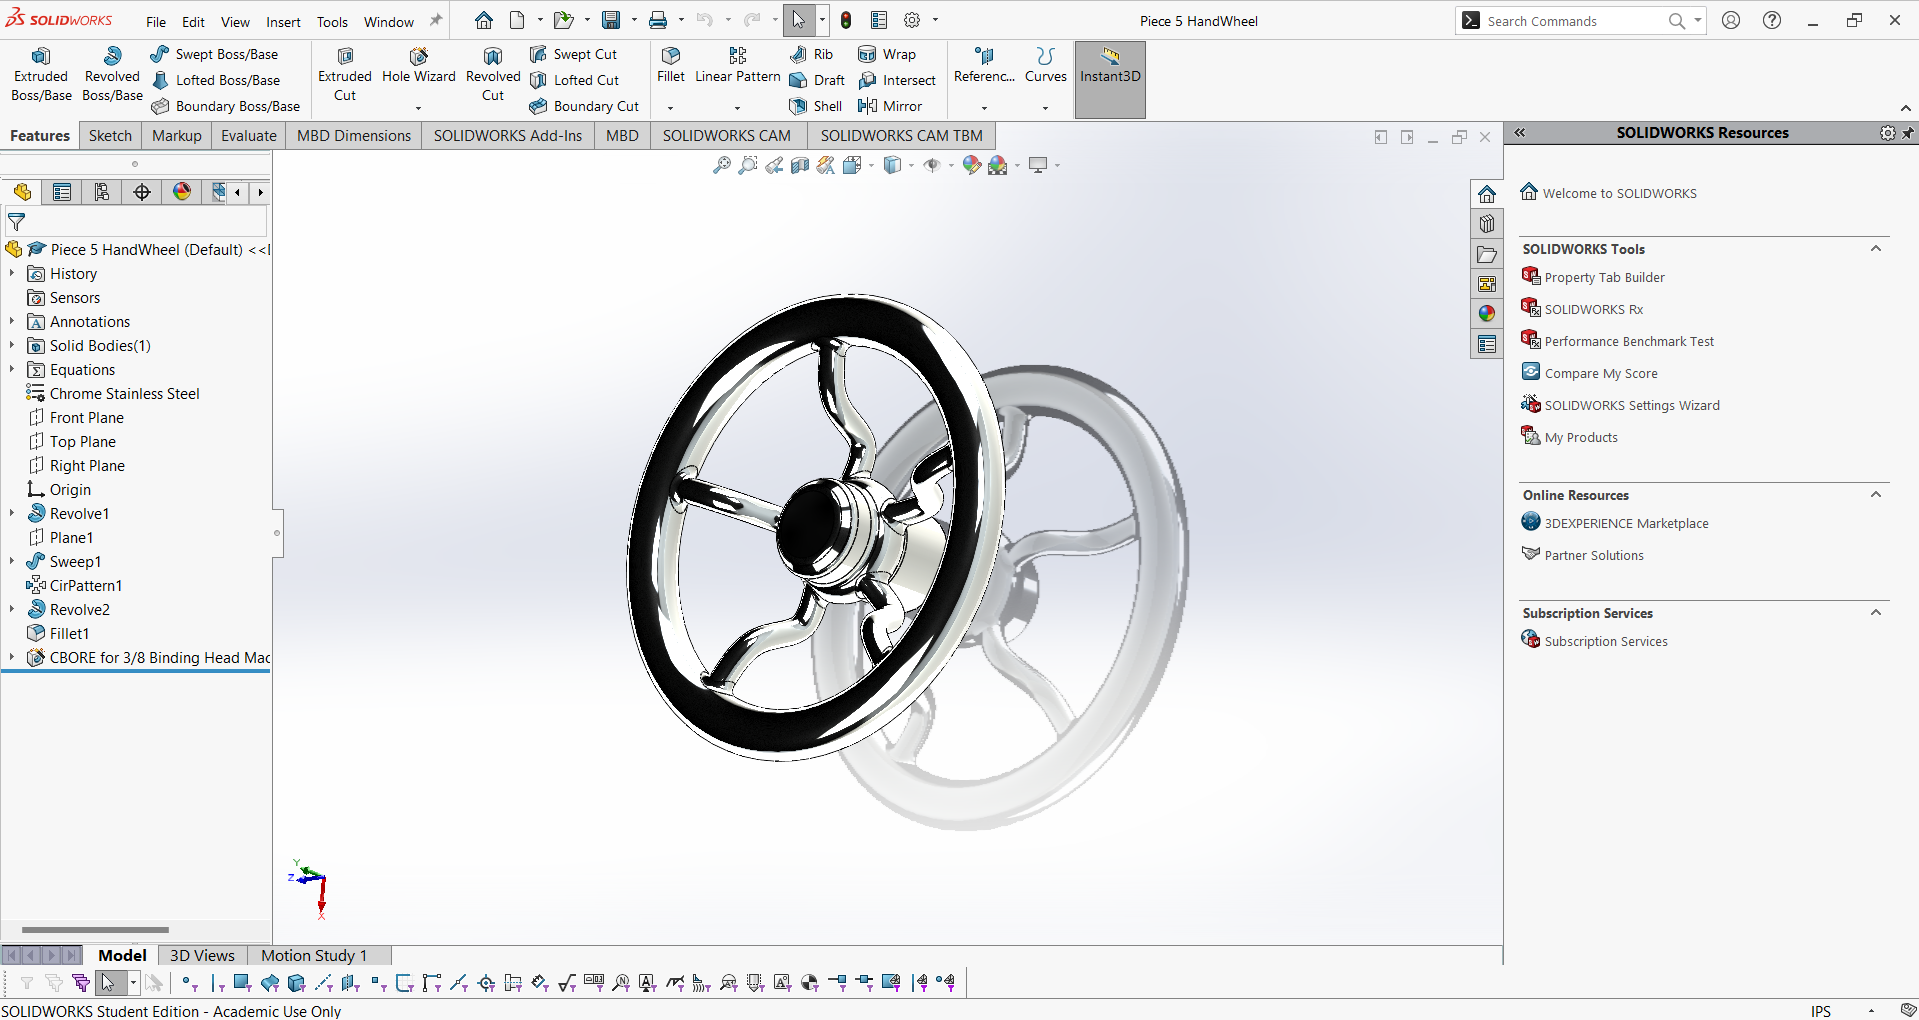 SOLIDWORKS File Edit View Insert Tools Window
Piece 5 HandWheel
Search Commands
Extruded Boss/Base
Revolved Boss/Base
Swept Boss/Base
Lofted Boss/Base
Boundary Boss/Base
Extruded Cut
Hole Wizard
Revolved Cut
Swept Cut
Lofted Cut
Boundary Cut
Fillet
Linear Pattern
Rib
Draft
Shell
Wrap
Intersect
Mirror
Referenc...
Curves
Instant3D
Features Sketch Markup Evaluate MBD Dimensions SOLIDWORKS Add-Ins MBD SOLIDWORKS CAM SOLIDWORKS CAM TBM
Piece 5 HandWheel (Default) <<
History
Sensors
Annotations
Solid Bodies(1)
Equations
Chrome Stainless Steel
Front Plane
Top Plane
Right Plane
Origin
Revolve1
Plane1
Sweep1
CirPattern1
Revolve2
Fillet1
CBORE for 3/8 Binding Head Mac
Y
Z
X
SOLIDWORKS Resources
Welcome to SOLIDWORKS
SOLIDWORKS Tools
Property Tab Builder
SOLIDWORKS Rx
Performance Benchmark Test
Compare My Score
SOLIDWORKS Settings Wizard
My Products
Online Resources
3DEXPERIENCE Marketplace
Partner Solutions
Subscription Services
Subscription Services
Model 3D Views Motion Study 1
SOLIDWORKS Student Edition - Academic Use Only
IPS